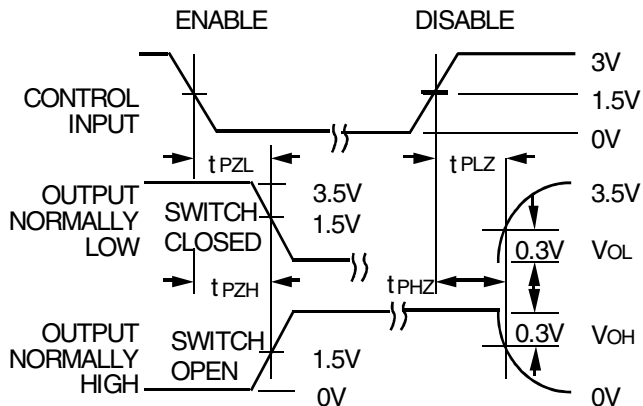 ENABLE DISABLE
3V
CONTROL INPUT 1.5V
0V
tPZL tPLZ
OUTPUT NORMALLY LOW
SWITCH CLOSED
3.5V
1.5V
3.5V
0.3V VOL
tPZH tPHZ
OUTPUT NORMALLY HIGH
SWITCH OPEN
1.5V
0V
0.3V VOH
0V